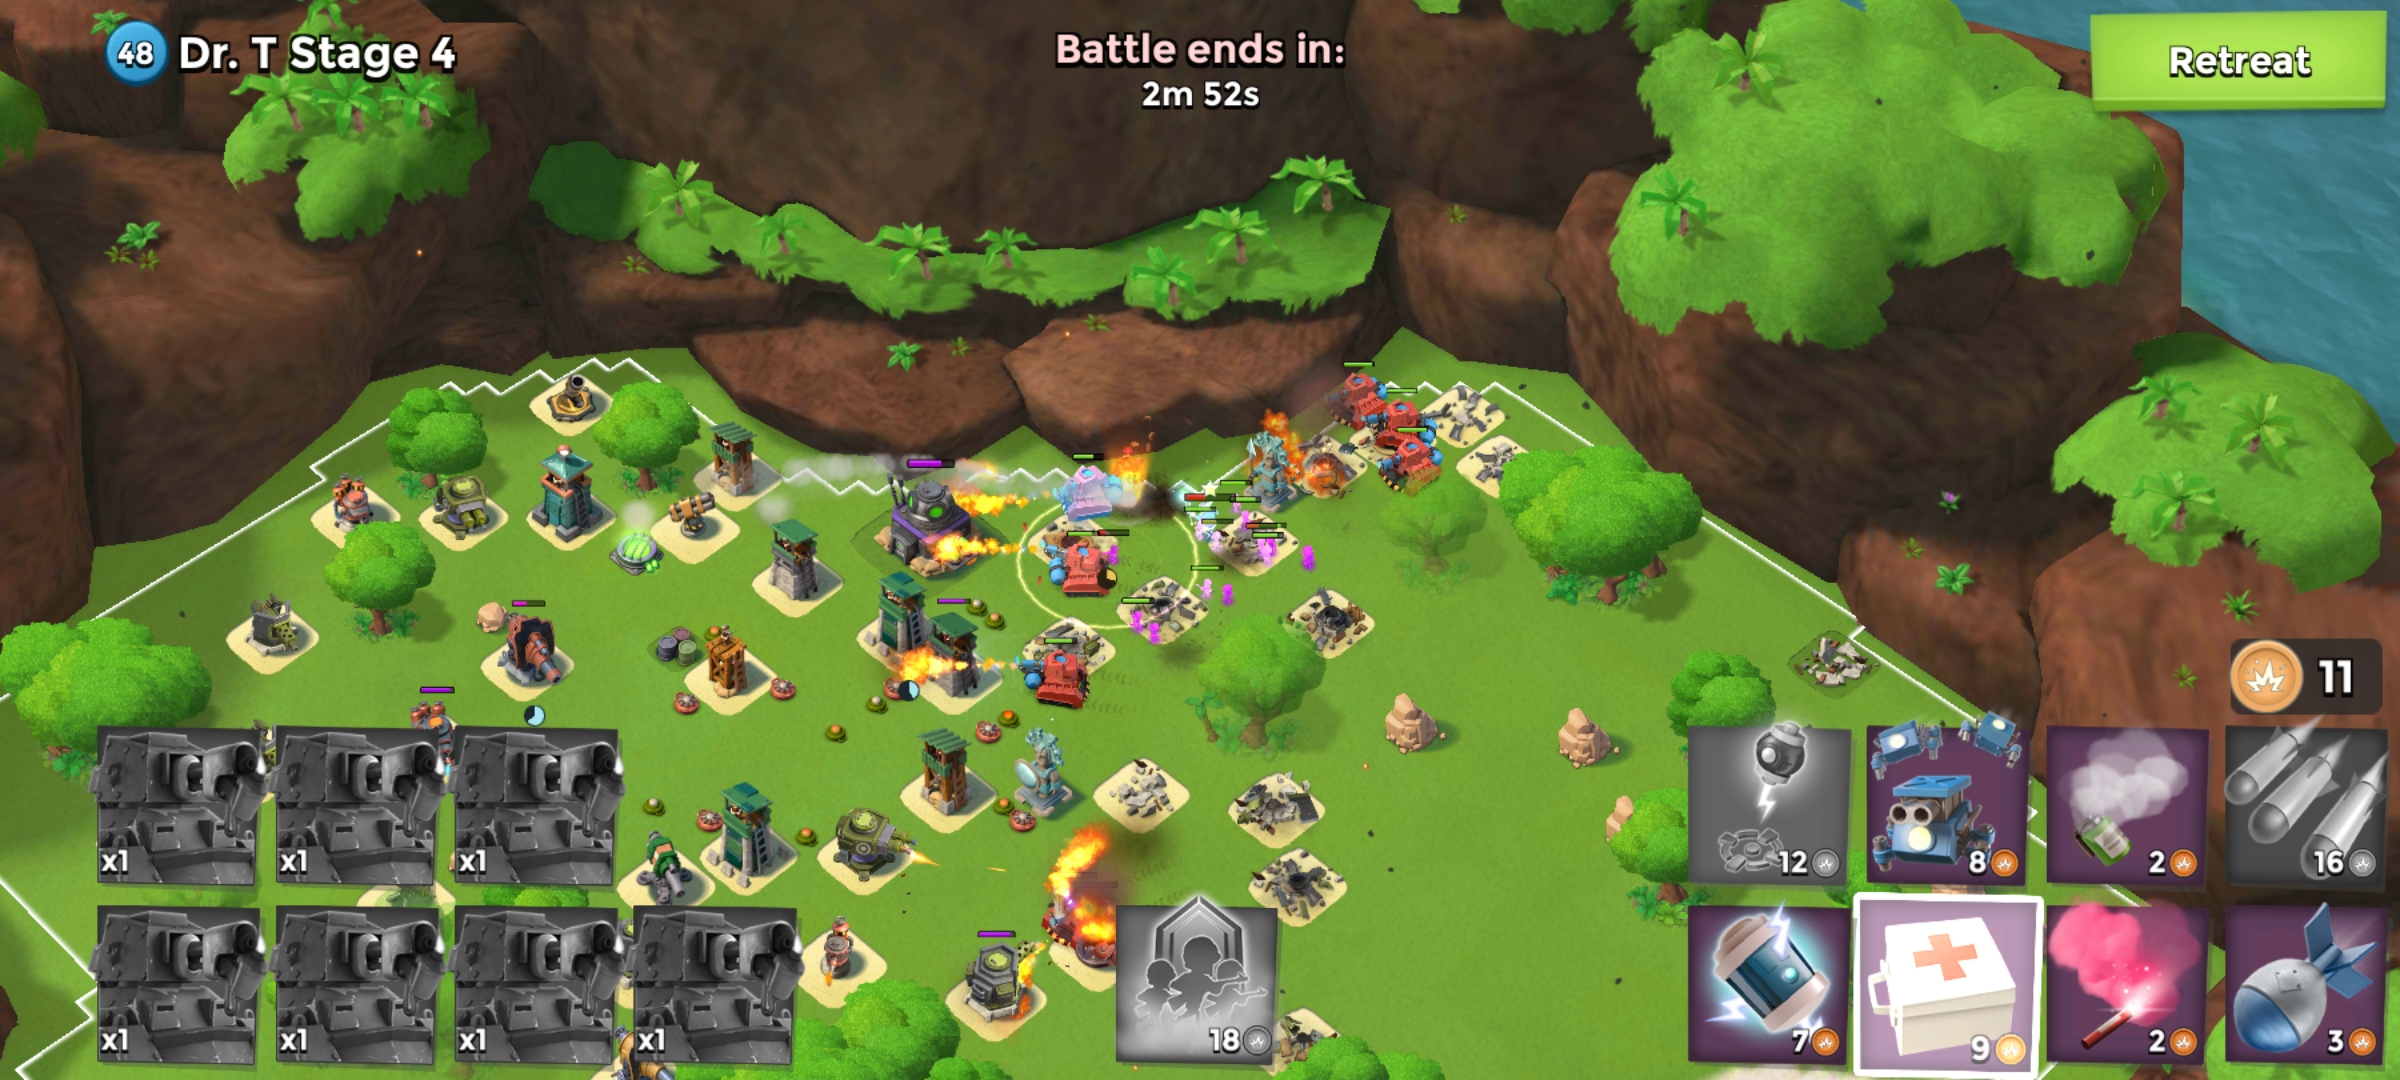 48 Dr. T Stage 4
Battle ends in:
2m 52s
Retreat
11
12
8
2
16
x1
x1
x1
x1
x1
x1
x1
18
7
9
2
3